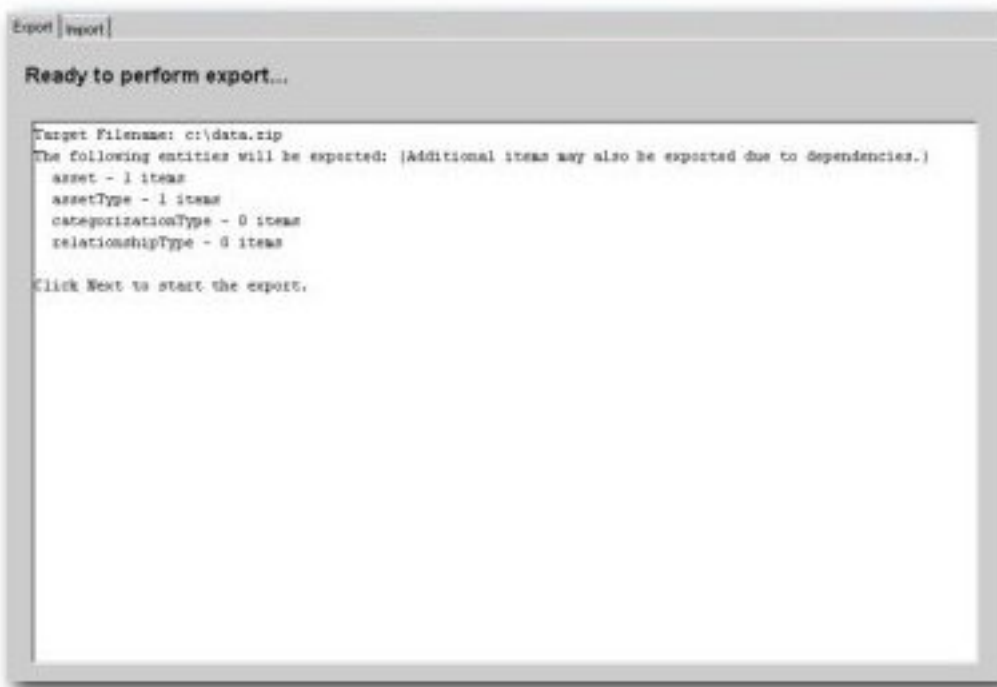 Export Import
Ready to perform export...
Target Filename: c:\data.zip
The following entities will be exported: (Additional items may also be exported due to dependencies.)
asset - 1 items
assetType - 1 items
categorizationType - 0 items
relationshipType - 0 items
Click Next to start the export.